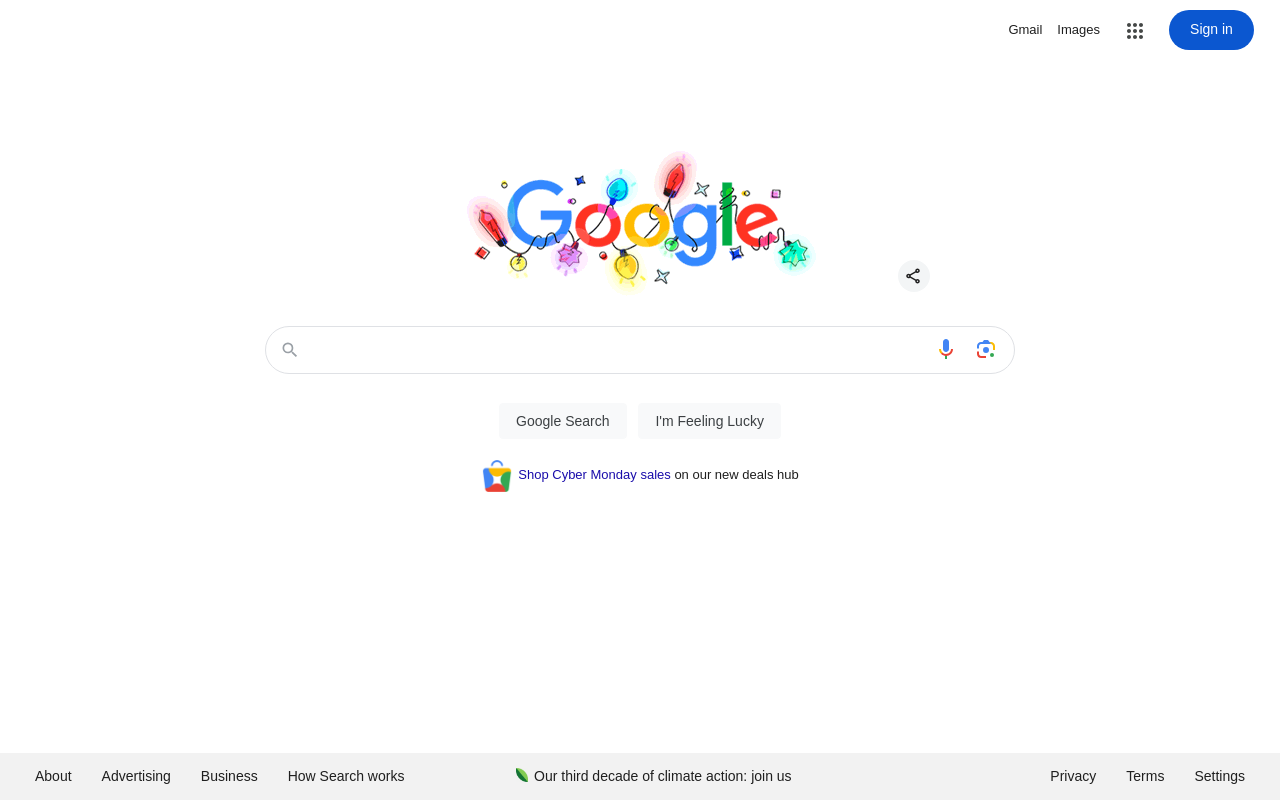 Gmail Images Sign in
Google
Google Search I'm Feeling Lucky
Shop Cyber Monday sales on our new deals hub
About Advertising Business How Search works Our third decade of climate action: join us Privacy Terms Settings